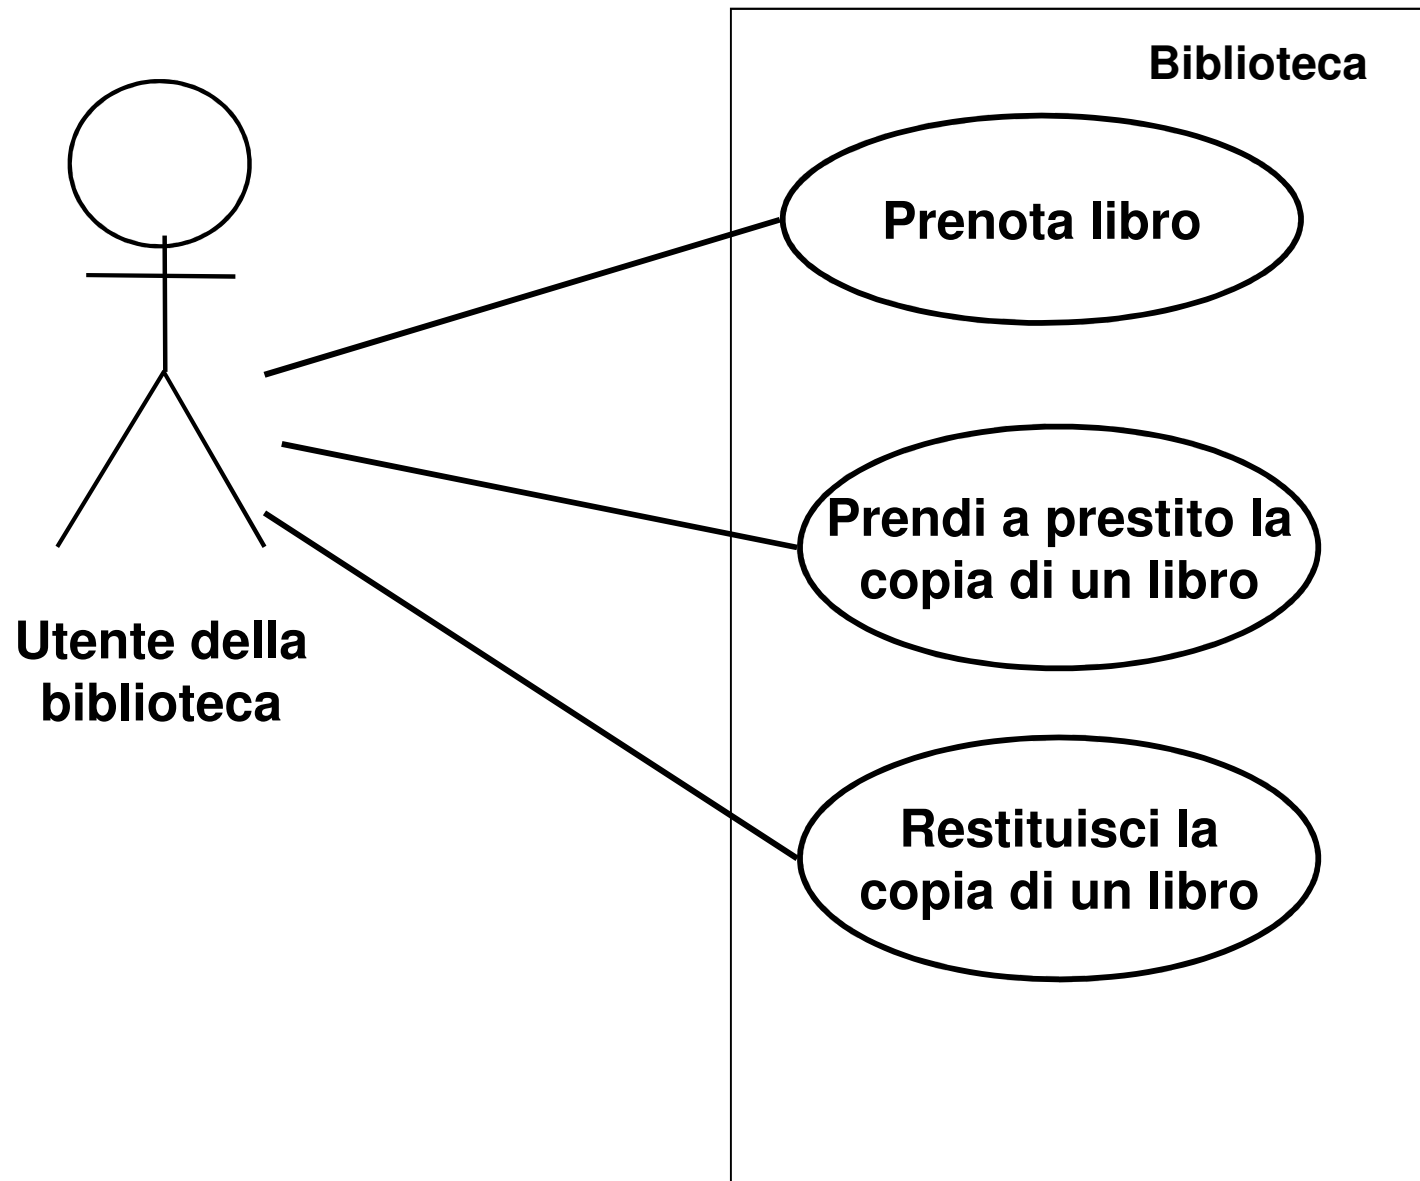 Biblioteca
Prenota libro
Prendi a prestito la
copia di un libro
Utente della
biblioteca
Restituisci la
copia di un libro